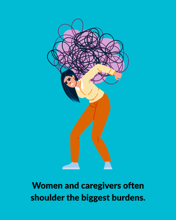 Women and caregivers often
shoulder the biggest burdens.